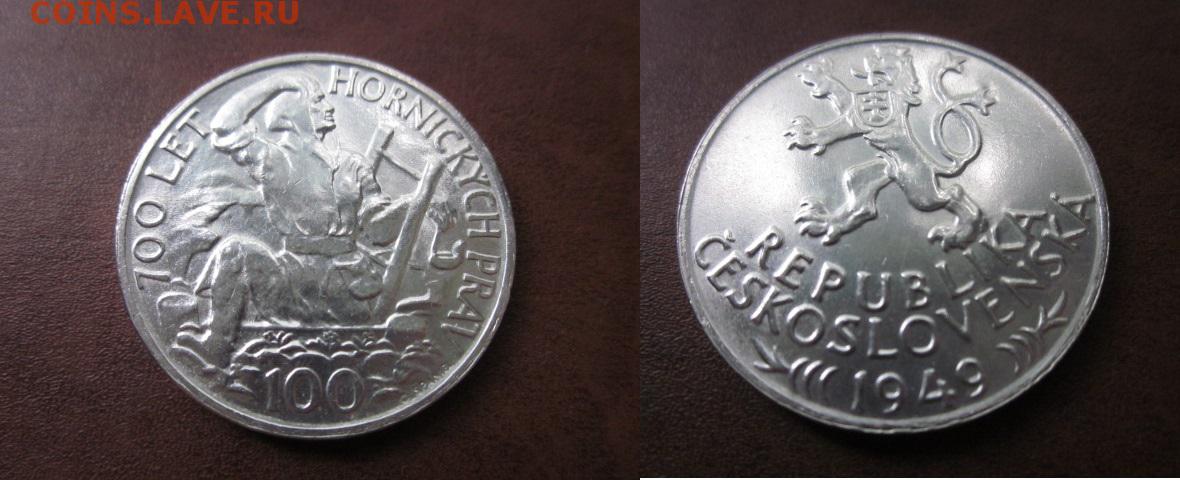 COINS.LAVE.RU
700 LET HORNICKÝCH PRÁV
100
REPUBLIKA
ČESKOSLOVENSKÁ
1949